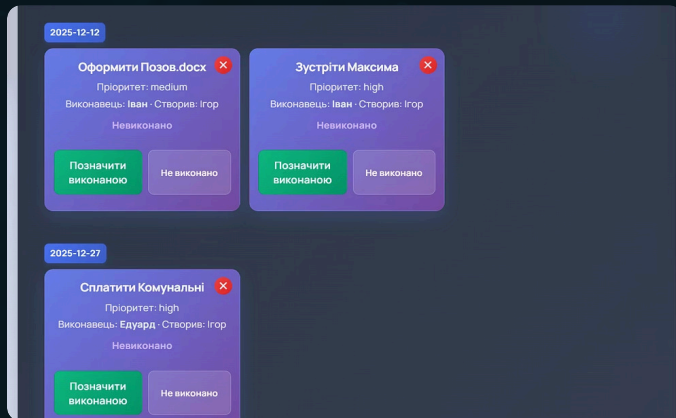 2025-12-12
Оформити Позов.docx
Пріоритет: medium
Виконавець: Іван · Створив: Ігор
Невиконано
Позначити
виконаною
Не виконано
Зустріти Максима
Пріоритет: high
Виконавець: Іван · Створив: Ігор
Невиконано
Позначити
виконаною
Не виконано
2025-12-27
Сплатити Комунальні
Пріоритет: high
Виконавець: Едуард · Створив: Ігор
Невиконано
Позначити
виконаною
Не виконано